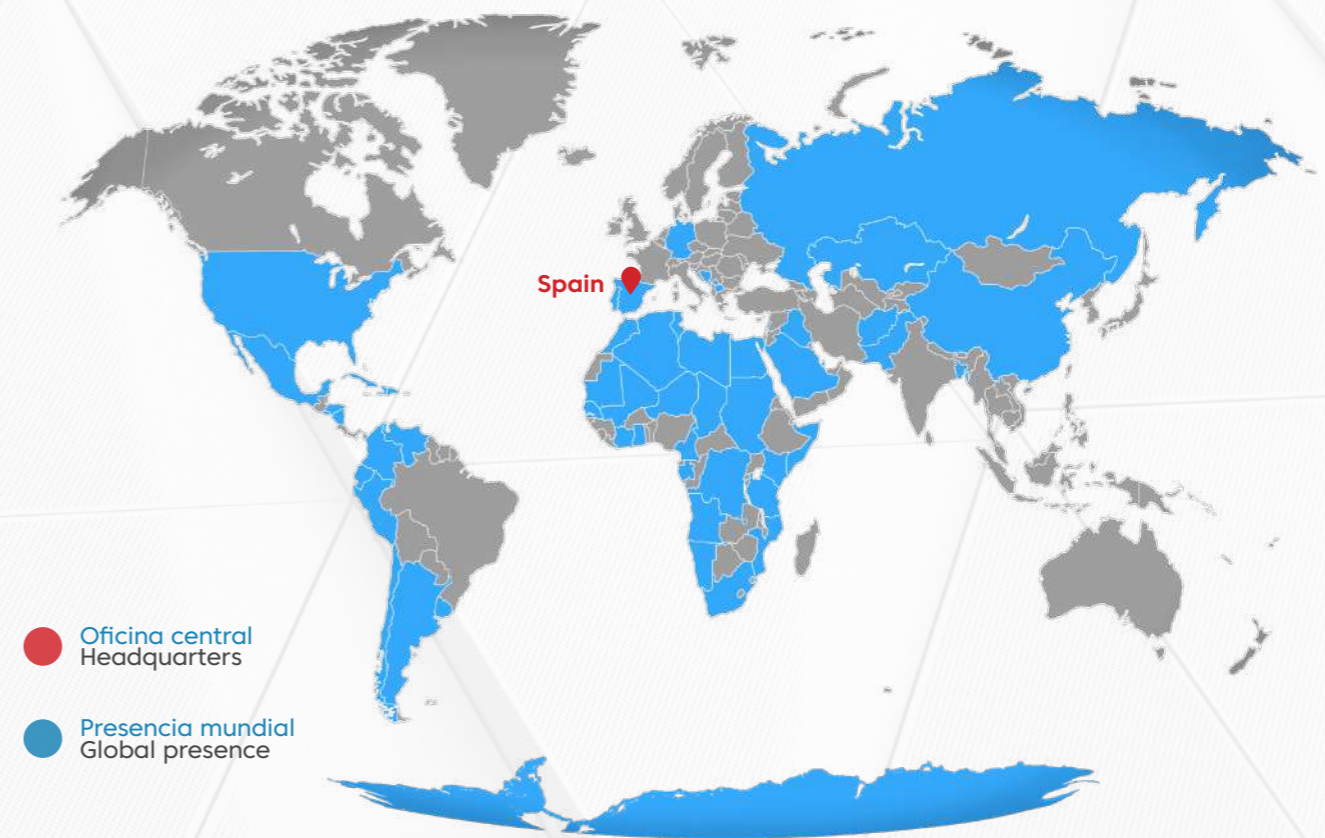 Spain
Oficina central
Headquarters
Presencia mundial
Global presence